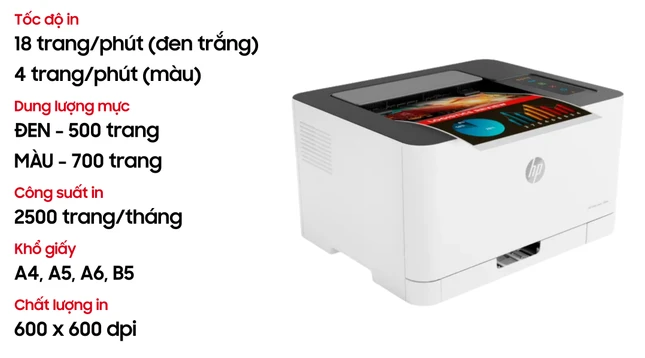 Tốc độ in
18 trang/phút (đen trắng)
4 trang/phút (màu)
Dung lượng mực
ĐEN - 500 trang
MÀU - 700 trang
Công suất in
2500 trang/tháng
Khổ giấy
A4, A5, A6, B5
Chất lượng in
600 x 600 dpi
hp